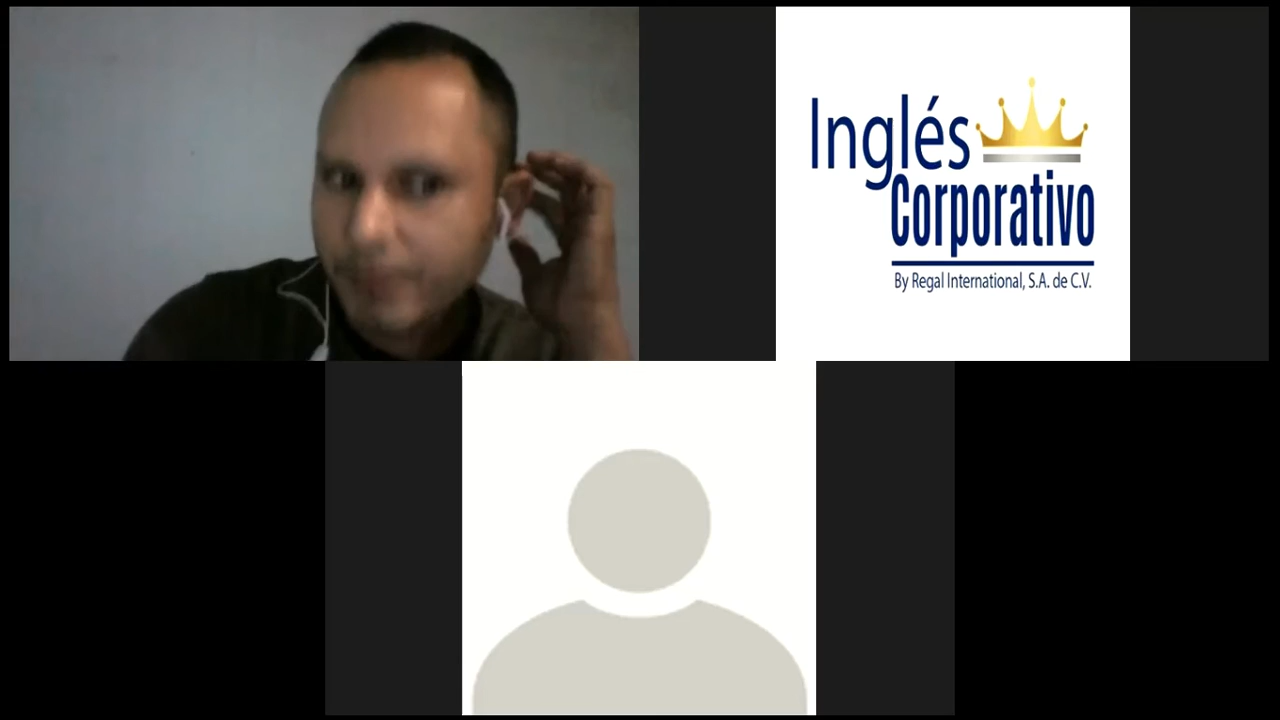 Inglés
Corporativo
By Regal International, S.A. de C.V.